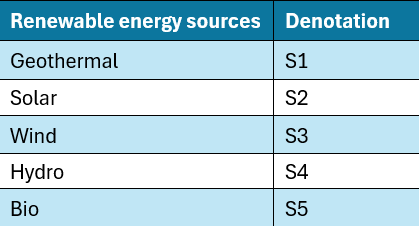 Renewable energy sources Denotation
Geothermal S1
Solar S2
Wind S3
Hydro S4
Bio S5